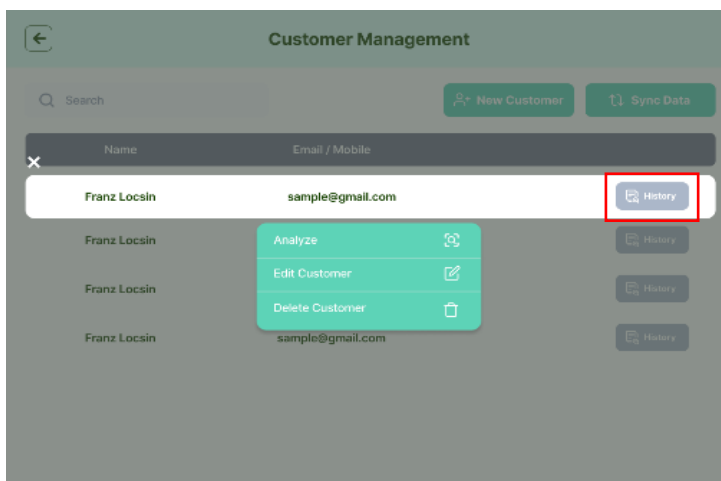 Customer Management
Search
New Customer
Sync Data
Name Email / Mobile
Franz Locsin sample@gmail.com History
Franz Locsin Analyze History
Edit Customer
Franz Locsin History
Delete Customer
Franz Locsin sample@gmail.com History